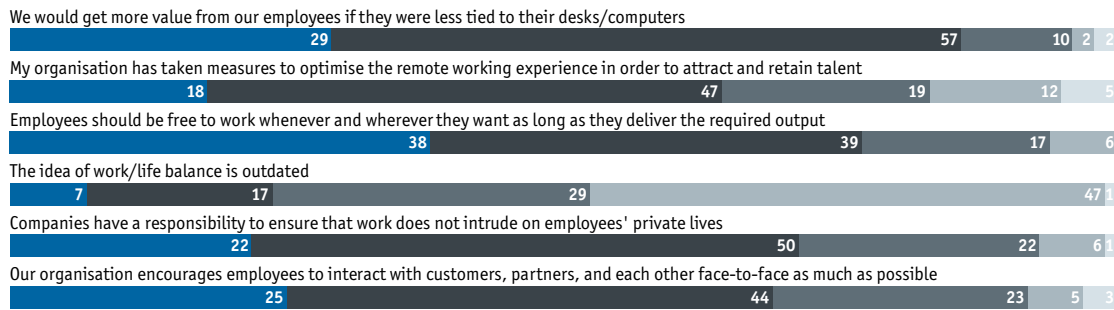 We would get more value from our employees if they were less tied to their desks/computers
29 57 10 2 2
My organisation has taken measures to optimise the remote working experience in order to attract and retain talent
18 47 19 12 5
Employees should be free to work whenever and wherever they want as long as they deliver the required output
38 39 17 6
The idea of work/life balance is outdated
7 17 29 47 1
Companies have a responsibility to ensure that work does not intrude on employees' private lives
22 50 22 6 1
Our organisation encourages employees to interact with customers, partners, and each other face-to-face as much as possible
25 44 23 5 3